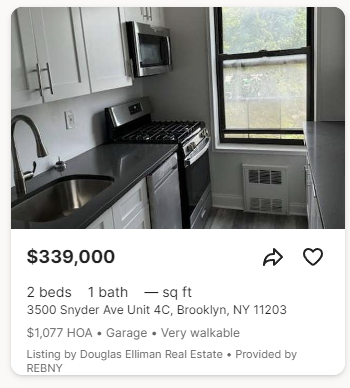 $339,000
2 beds 1 bath — sq ft
3500 Snyder Ave Unit 4C, Brooklyn, NY 11203
$1,077 HOA • Garage • Very walkable
Listing by Douglas Elliman Real Estate • Provided by
REBNY